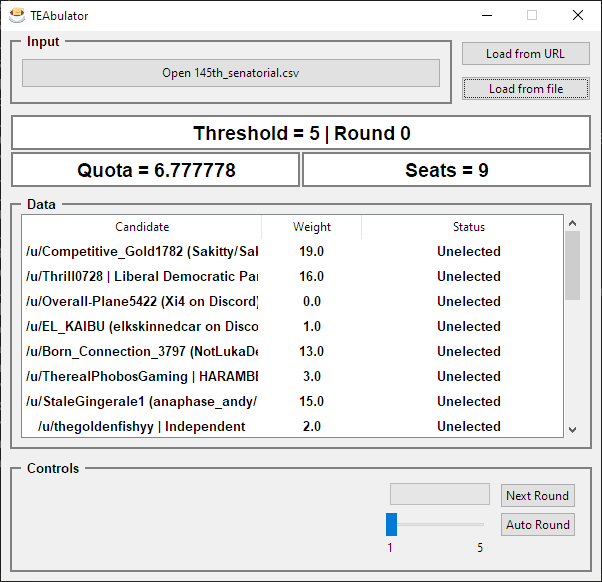 TEAbulator
Input
Open 145th_senatorial.csv
Load from URL
Load from file
Threshold = 5 | Round 0
Quota = 6.777778
Seats = 9
Data
Candidate Weight Status
/u/Competitive_Gold1782 (Sakitty/Sak 19.0 Unelected
/u/Thrill0728 | Liberal Democratic Par 16.0 Unelected
/u/Overall-Plane5422 (Xi4 on Discord) 0.0 Unelected
/u/EL_KAIBU (elkskinnedcar on Disco 1.0 Unelected
/u/Born_Connection_3797 (NotLukaDe 13.0 Unelected
/u/TherealPhobosGaming | HARAMBE 3.0 Unelected
/u/StaleGingerale1 (anaphase_andy/ 15.0 Unelected
/u/thegoldenfishyy | Independent 2.0 Unelected
Controls
Next Round
Auto Round
1 5